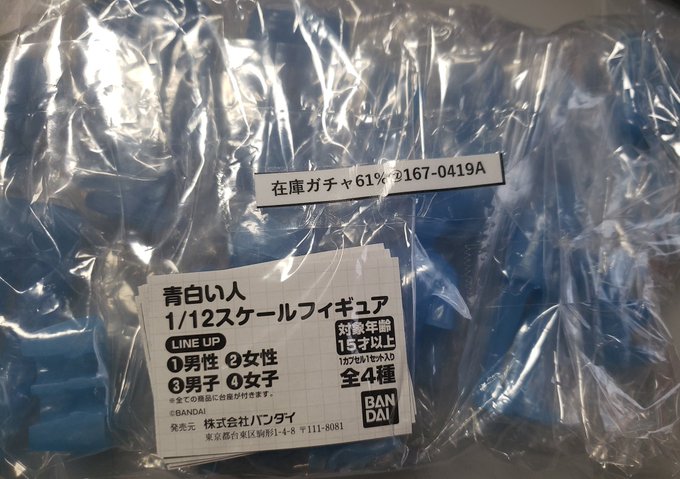 在庫ガチャ61%@167-0419A
青白い人
1/12スケールフィギュア
LINE UP
❶男性 ❷女性
❸男子 ❹女子
※全ての商品に台座が付きます。
©BANDAI
発売元 株式会社バンダイ
東京都台東区駒形1-4-8 〒111-8081
対象年齢
15才以上
1カプセル1セット入り
全4種
BAN
DAI